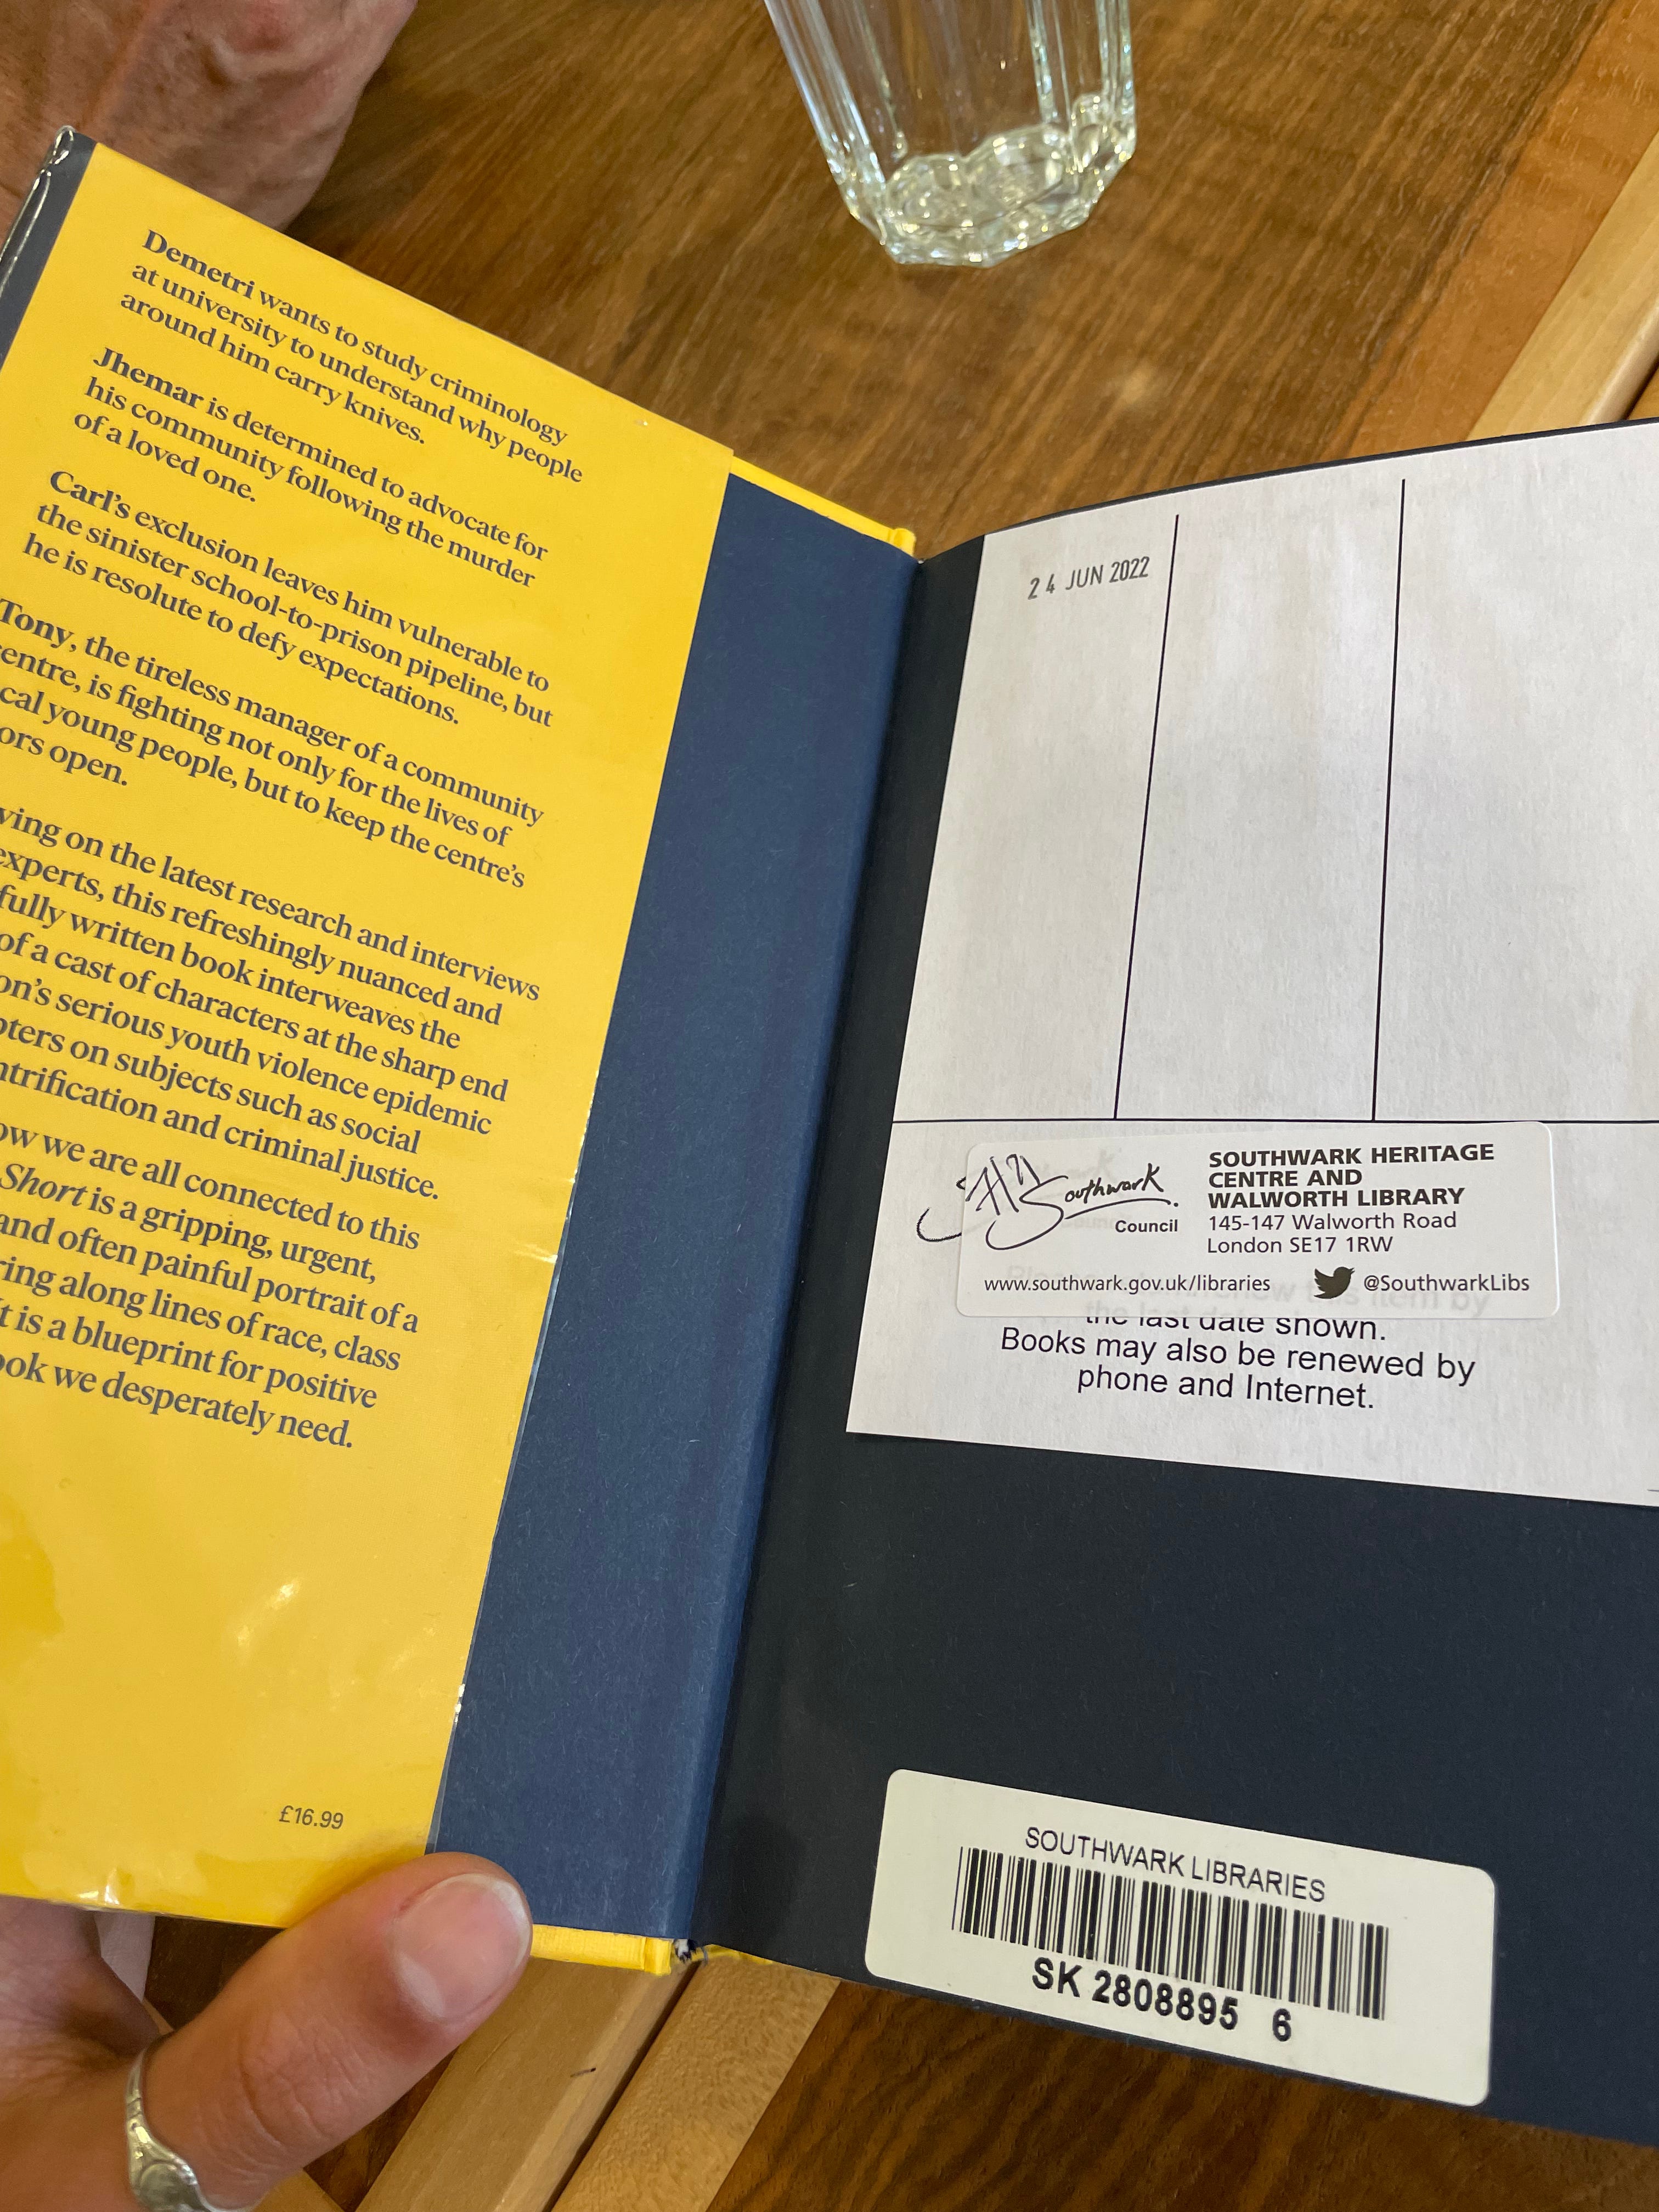 Demetri wants to study criminology
at university to understand why people
around him carry knives.
Jhemar is determined to advocate for
his community following the murder
of a loved one.
Carl's exclusion leaves him vulnerable to
the sinister school-to-prison pipeline, but
he is resolute to defy expectations.
Tony, the tireless manager of a community
entre, is fighting not only for the lives of
cal young people, but to keep the centre's
ors open.
ving on the latest research and interviews
experts, this refreshingly nuanced and
fully written book interweaves the
of a cast of characters at the sharp end
on's serious youth violence epidemic
pters on subjects such as social
ntrification and criminal justice.
ow we are all connected to this
Short is a gripping, urgent,
and often painful portrait of a
ring along lines of race, class
It is a blueprint for positive
ook we desperately need.
£16.99
24 JUN 2022
Southwark
Council
SOUTHWARK HERITAGE
CENTRE AND
WALWORTH LIBRARY
145-147 Walworth Road
London SE17 1RW
www.southwark.gov.uk/libraries
@SouthwarkLibs
the last date shown.
Books may also be renewed by
phone and Internet.
SOUTHWARK LIBRARIES
SK 2808895 6